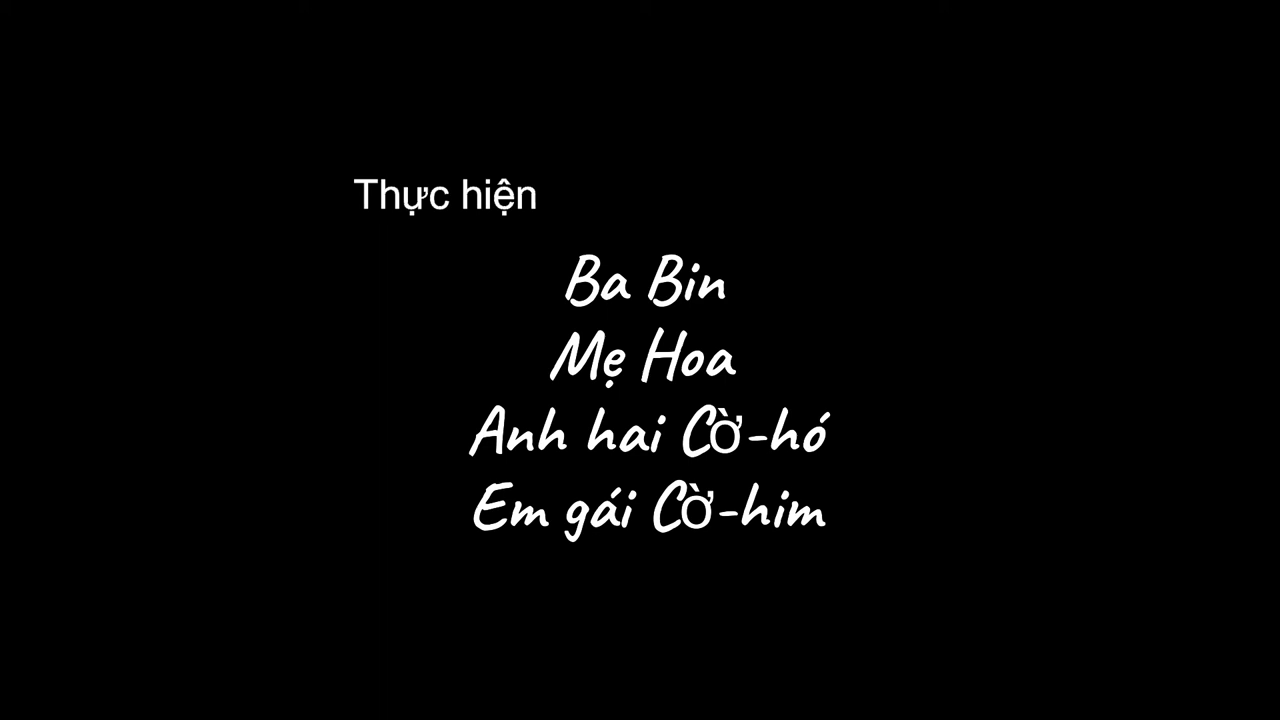 Thực hiện
Ba Bin
Mẹ Hoa
Anh hai Cờ-hó
Em gái Cờ-him